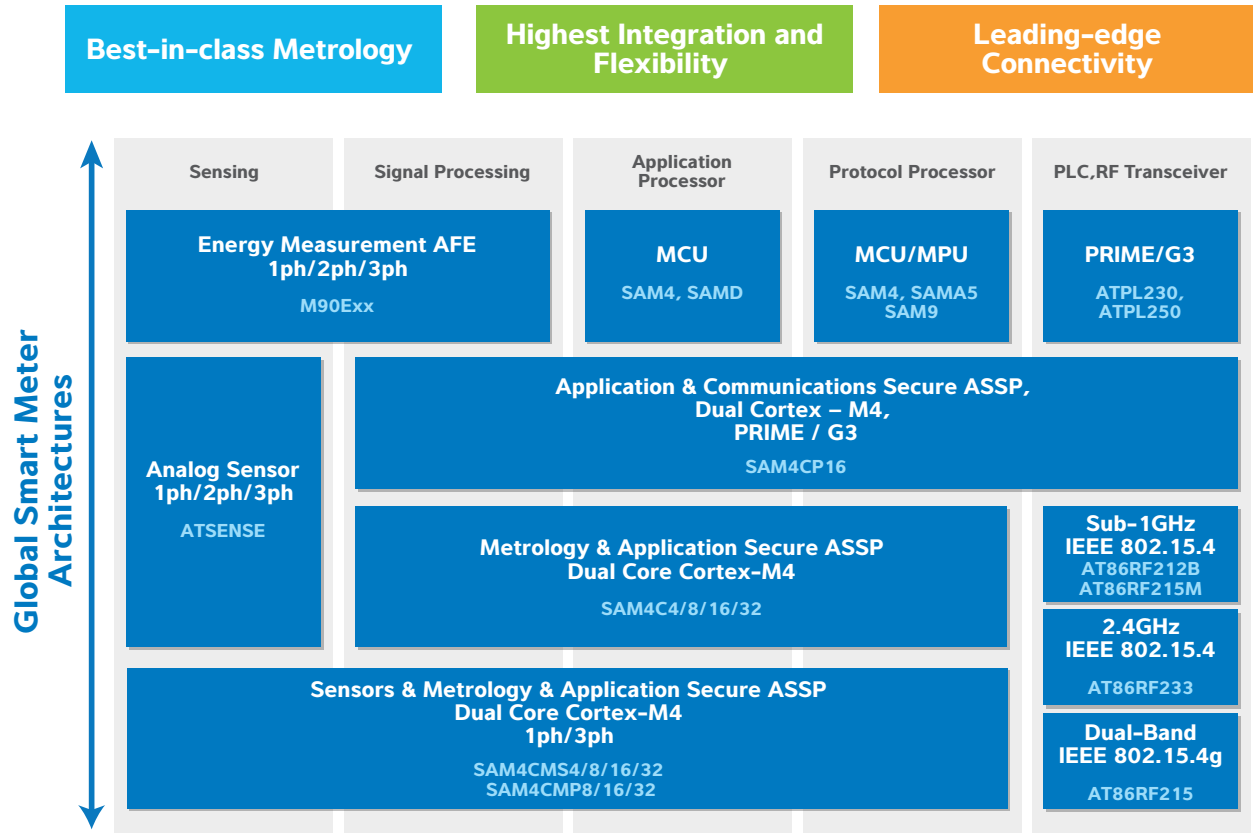 Best-in-class Metrology
Highest Integration and
Flexibility
Leading-edge
Connectivity
Global Smart Meter
Architectures
Sensing
Signal Processing
Application
Processor
Protocol Processor
PLC,RF Transceiver
Energy Measurement AFE
1ph/2ph/3ph
M90Exx
MCU
SAM4, SAMD
MCU/MPU
SAM4, SAMA5
SAM9
PRIME/G3
ATPL230,
ATPL250
Analog Sensor
1ph/2ph/3ph
ATSENSE
Application & Communications Secure ASSP,
Dual Cortex – M4,
PRIME / G3
SAM4CP16
Metrology & Application Secure ASSP
Dual Core Cortex-M4
SAM4C4/8/16/32
Sub-1GHz
IEEE 802.15.4
AT86RF212B
AT86RF215M
2.4GHz
IEEE 802.15.4
AT86RF233
Sensors & Metrology & Application Secure ASSP
Dual Core Cortex-M4
1ph/3ph
SAM4CMS4/8/16/32
SAM4CMP8/16/32
Dual-Band
IEEE 802.15.4g
AT86RF215